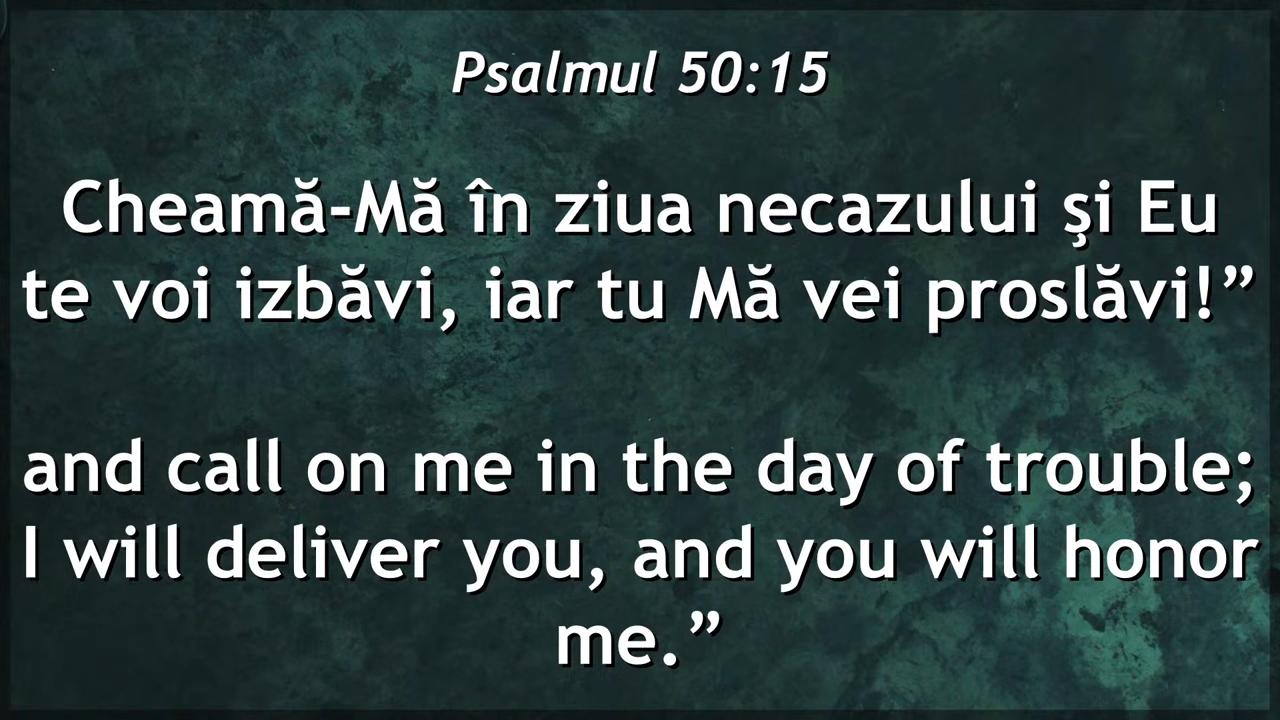 Psalmul 50:15
Cheamă-Mă în ziua necazului şi Eu
te voi izbăvi, iar tu Mă vei proslăvi!”
and call on me in the day of trouble;
I will deliver you, and you will honor
me.”